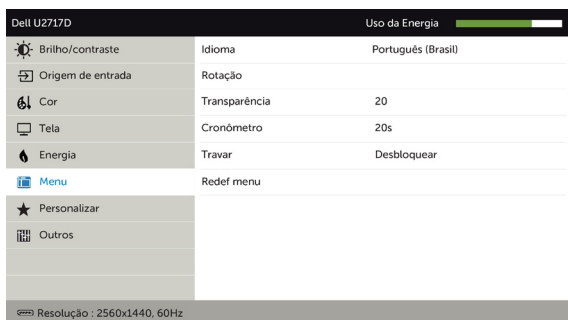 Dell U2717D Uso da Energia
Brilho/contraste Idioma Português (Brasil)
Origem de entrada Rotação
Cor Transparência 20
Tela Cronômetro 20s
Energia Travar Desbloquear
Menu Redef menu
Personalizar
Outros
Resolução : 2560x1440, 60Hz